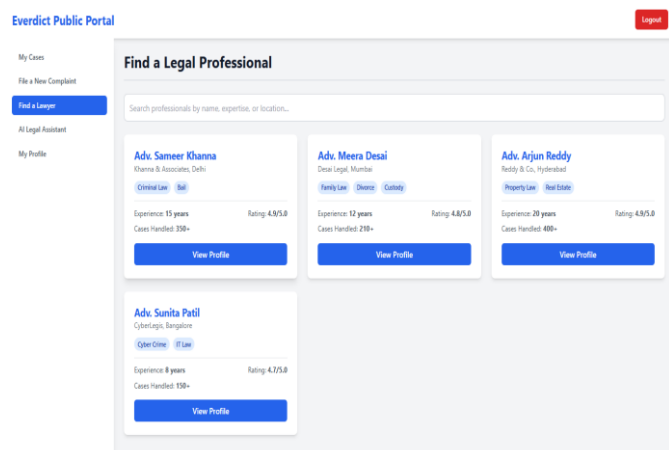 Everdict Public Portal
Logout
My Cases
File a New Complaint
Find a Lawyer
AI Legal Assistant
My Profile
Find a Legal Professional
Search professionals by name, expertise, or location...
Adv. Sameer Khanna
Khanna & Associates, Delhi
Criminal Law Bail
Experience: 15 years Rating: 4.9/5.0
Cases Handled: 350+
View Profile
Adv. Meera Desai
Desai Legal, Mumbai
Family Law Divorce Custody
Experience: 12 years Rating: 4.8/5.0
Cases Handled: 210+
View Profile
Adv. Arjun Reddy
Reddy & Co., Hyderabad
Property Law Real Estate
Experience: 20 years Rating: 4.9/5.0
Cases Handled: 400+
View Profile
Adv. Sunita Patil
CyberLegis, Bangalore
Cyber Crime IT Law
Experience: 8 years Rating: 4.7/5.0
Cases Handled: 150+
View Profile